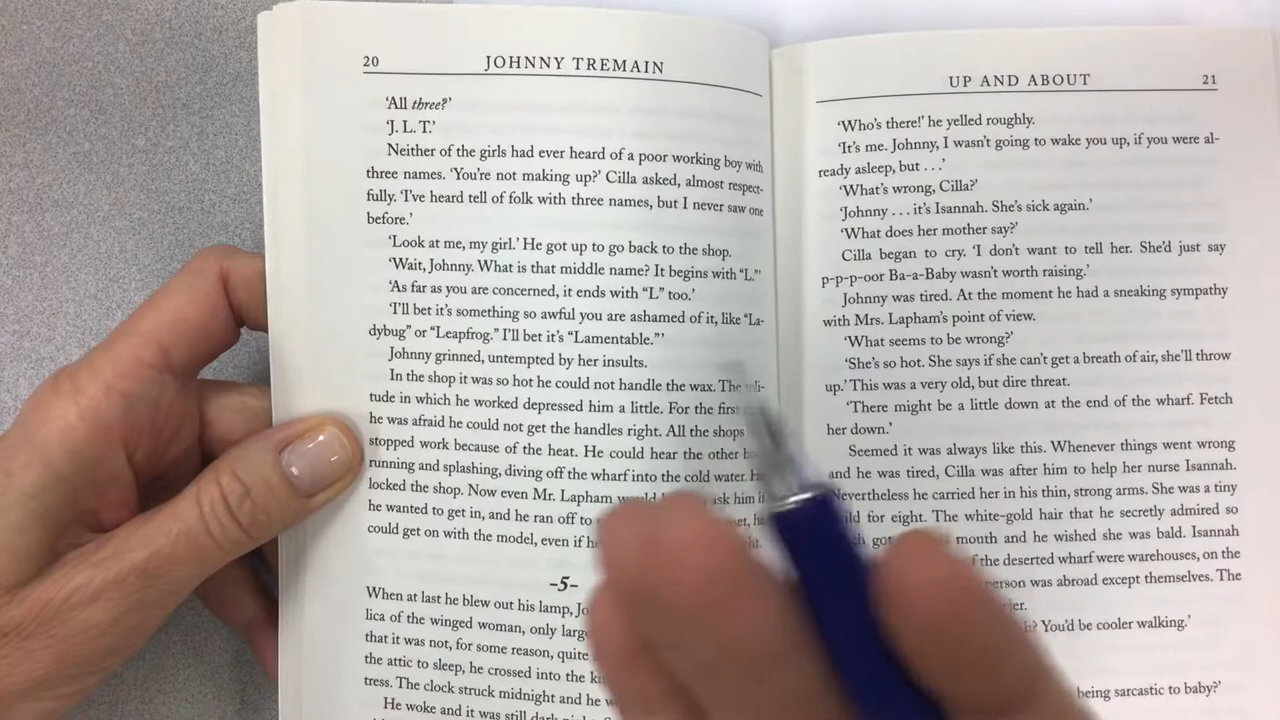 20
JOHNNY TREMAIN
‘All three?’
‘J. L. T.’
Neither of the girls had ever heard of a poor working boy with
three names. ‘You’re not making up?’ Cilla asked, almost respect-
fully. ‘I’ve heard tell of folk with three names, but I never saw one
before.’
‘Look at me, my girl.’ He got up to go back to the shop.
‘Wait, Johnny. What is that middle name? It begins with “L.”’
‘As far as you are concerned, it ends with “L” too.’
‘I’ll bet it’s something so awful you are ashamed of it, like “La-
dybug” or “Leapfrog.” I’ll bet it’s “Lamentable.”’
Johnny grinned, untempted by her insults.
In the shop it was so hot he could not handle the wax. The soli-
tude in which he worked depressed him a little. For the first
he was afraid he could not get the handles right. All the shops
stopped work because of the heat. He could hear the other
running and splashing, diving off the wharf into the cold water. He
locked the shop. Now even Mr. Lapham would ask him if
he wanted to get in, and he ran off to he
could get on with the model, even if
-5-
When at last he blew out his lamp,
lica of the winged woman, only
that it was not, for some reason, quite
the attic to sleep, he crossed into the
tress. The clock struck midnight and he
He woke and it was still
UP AND ABOUT
21
‘Who’s there!’ he yelled roughly.
‘It’s me. Johnny, I wasn’t going to wake you up, if you were al-
ready asleep, but . . .’
‘What’s wrong, Cilla?’
‘Johnny . . . it’s Isannah. She’s sick again.’
‘What does her mother say?’
Cilla began to cry. ‘I don’t want to tell her. She’d just say
p-p-p-oor Ba-a-Baby wasn’t worth raising.’
Johnny was tired. At the moment he had a sneaking sympathy
with Mrs. Lapham’s point of view.
‘What seems to be wrong?’
‘She’s so hot. She says if she can’t get a breath of air, she’ll throw
up.’ This was a very old, but dire threat.
‘There might be a little down at the end of the wharf. Fetch
her down.’
Seemed it was always like this. Whenever things went wrong
and he was tired, Cilla was after him to help her nurse Isannah.
Nevertheless he carried her in his thin, strong arms. She was a tiny
for eight. The white-gold hair that he secretly admired so
got mouth and he wished she was bald. Isannah
the deserted wharf were warehouses, on the
person was abroad except themselves. The
You’d be cooler walking.’
being sarcastic to baby?’